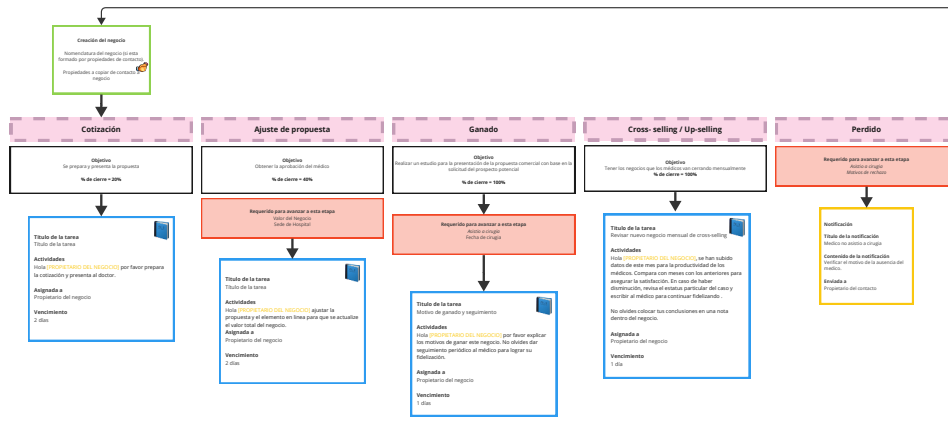 Creación del negocio
Nomenclatura del negocio (si esta
formado por propiedades de contacto)
Propiedades a copiar de contacto a
negocio
Cotización
Objetivo
Se prepara y presenta la propuesta
% de cierre = 20%
Título de la tarea
Título de la tarea
Actividades
Hola [PROPIETARIO DEL NEGOCIO] por favor prepara
la cotización y presenta al doctor.
Asignada a
Propietario del negocio
Vencimiento
2 días
Ajuste de propuesta
Objetivo
Obtener la aprobación del médico
% de cierre = 40%
Requerido para avanzar a esta etapa
Valor del Negocio
Sede de Hospital
Título de la tarea
Actividades
Hola [PROPIETARIO DEL NEGOCIO] ajustar la
propuesta y el elemento en linea para que se actualize
el valor total del negocio.
Asignada a
Propietario del negocio
Vencimiento
2 días
Ganado
Objetivo
Realizar un estudio para la presentación de la propuesta comercial con base en la
solicitud del prospecto potencial
% de cierre = 100%
Requerido para avanzar a esta etapa
Asistio a cirugia
Fecha de cirugia
Título de la tarea
Motivo de ganado y seguimiento
Actividades
Hola [PROPIETARIO DEL NEGOCIO] por favor explicar
los motivos de ganar este negocio. No olvides dar
seguimiento periódico al médico para lograr su
fidelización.
Asignada a
Propietario del negocio
Vencimiento
1 días
Cross- selling / Up-selling
Objetivo
Tener los negocios que los médicos van cerrando mensualmente
% de cierre = 100%
Título de la tarea
Revisar nuevo negocio mensual de cross-selling
Actividades
Hola [PROPIETARIO DEL NEGOCIO], se han subido
datos de este mes para la productividad de los
médicos. Compara con meses con los anteriores para
asegurar la satisfacción. En caso de haber
disminución, revisa el estatus particular del caso y
escribir al médico para continuar fidelizando .
No olvides colocar tus conclusiones en una nota
dentro del negocio.
Asignada a
Propietario del negocio
Vencimiento
1 día
Perdido
Requerido para avanzar a esta etapa
Asistio a cirugia
Motivos de rechazo
Notificación
Título de la notificación
Medico no asistio a cirugia
Contenido de la notificación
Verificar el motivo de la ausencia del
medico.
Enviada a
Propietario del contacto